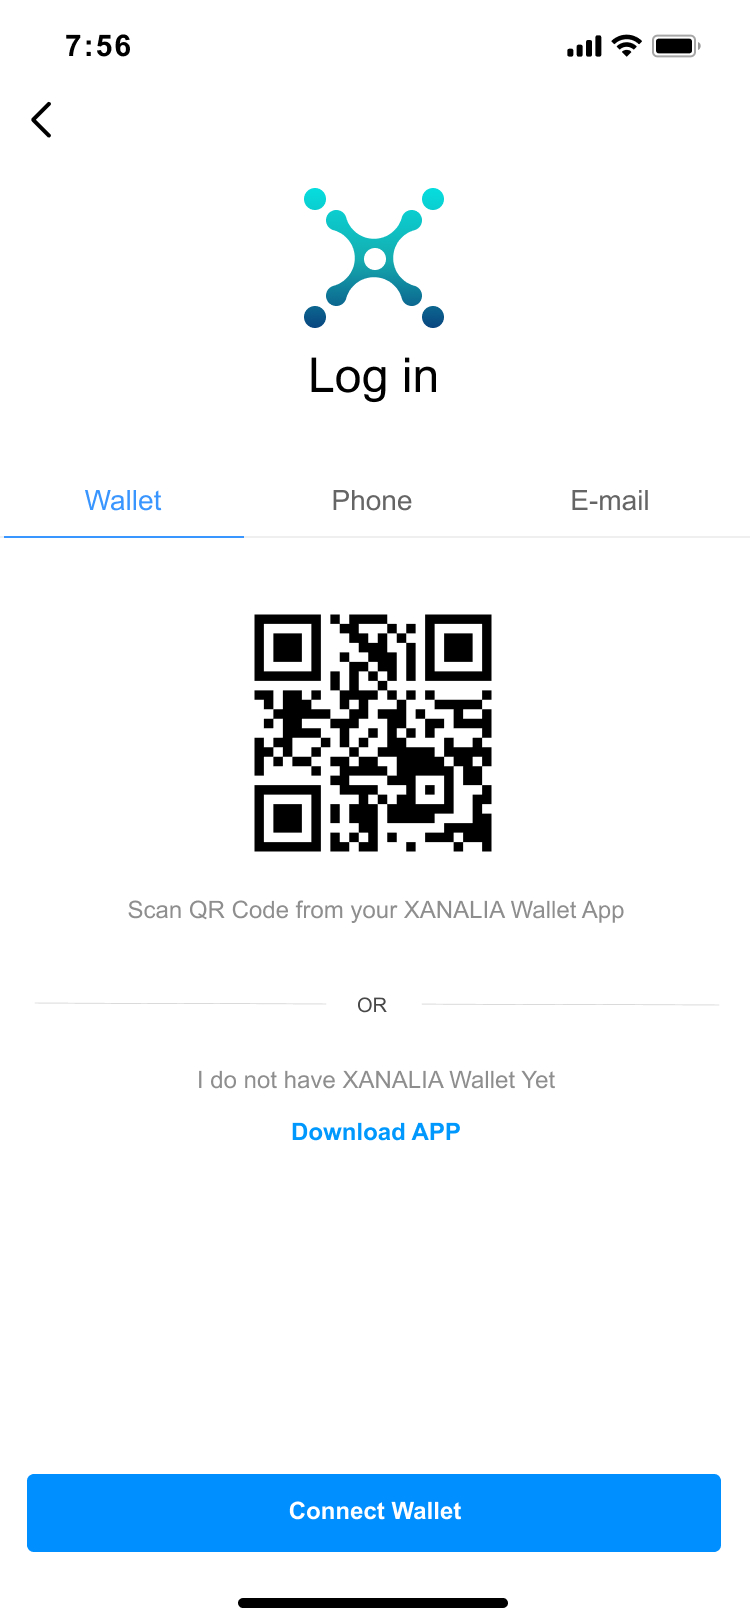 7:56
Log in
Wallet Phone E-mail
Scan QR Code from your XANALIA Wallet App
OR
I do not have XANALIA Wallet Yet
Download APP
Connect Wallet